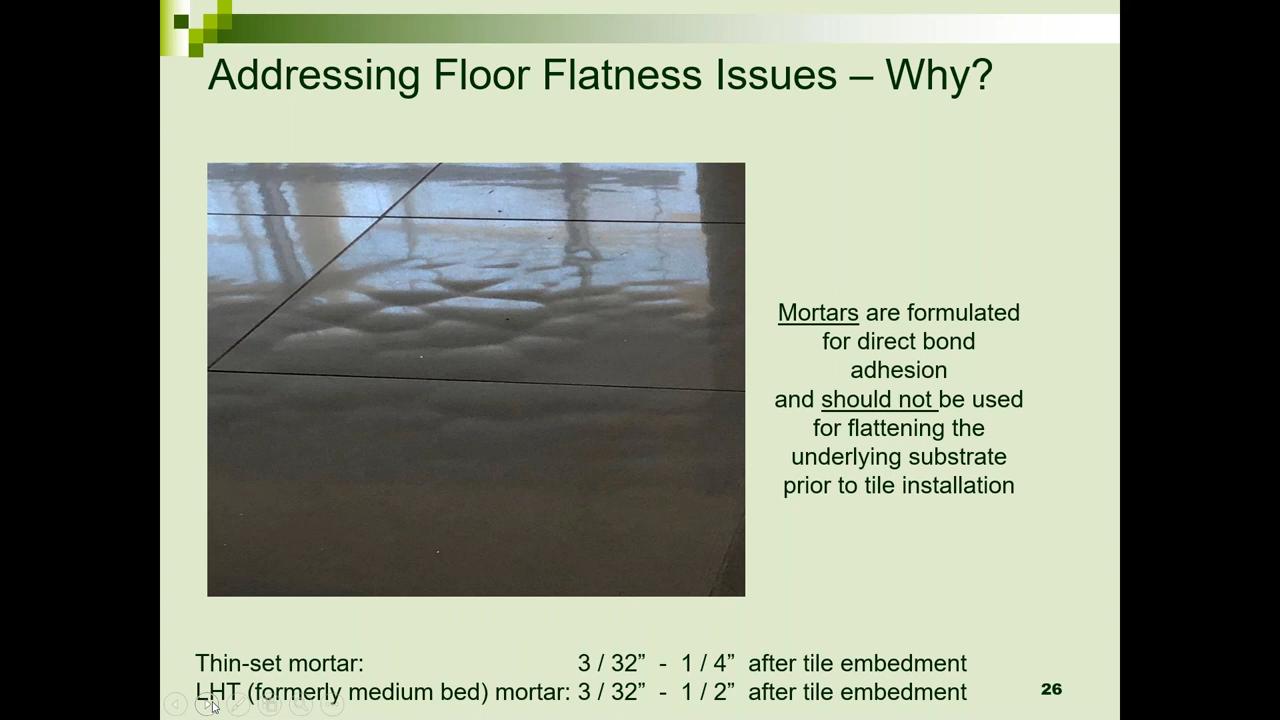 Addressing Floor Flatness Issues – Why?
Mortars are formulated
for direct bond
adhesion
and should not be used
for flattening the
underlying substrate
prior to tile installation
Thin-set mortar: 3 / 32” - 1 / 4” after tile embedment
LHT (formerly medium bed) mortar: 3 / 32” - 1 / 2” after tile embedment
26